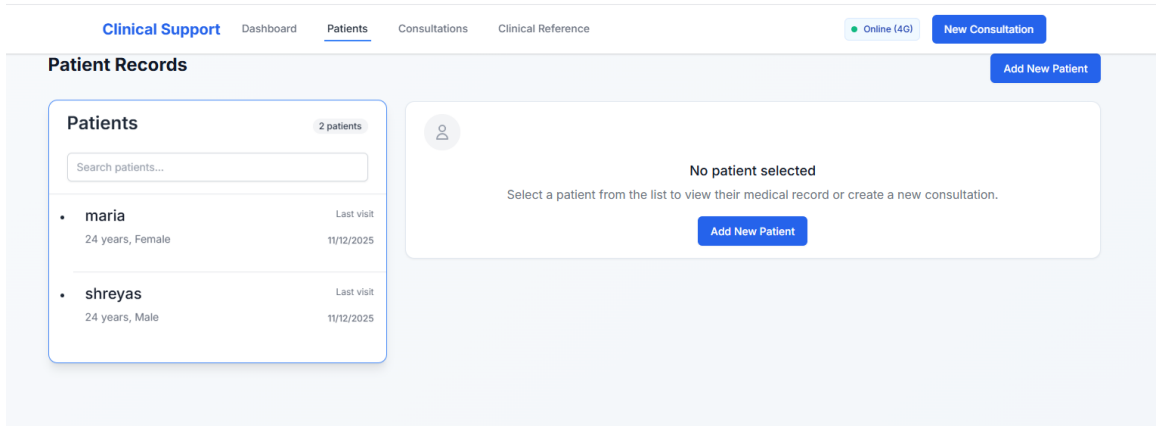 Clinical Support Dashboard Patients Consultations Clinical Reference Online (4G) New Consultation
Patient Records Add New Patient
Patients 2 patients
Search patients...
maria Last visit
24 years, Female 11/12/2025
shreyas Last visit
24 years, Male 11/12/2025
No patient selected
Select a patient from the list to view their medical record or create a new consultation.
Add New Patient